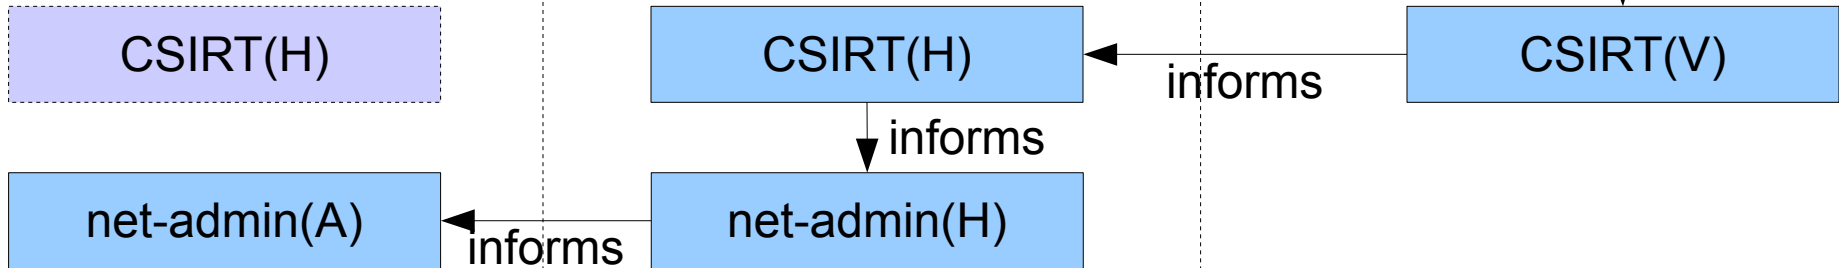 CSIRT(H)
CSIRT(H)
informs
CSIRT(V)
informs
net-admin(A)
informs
net-admin(H)